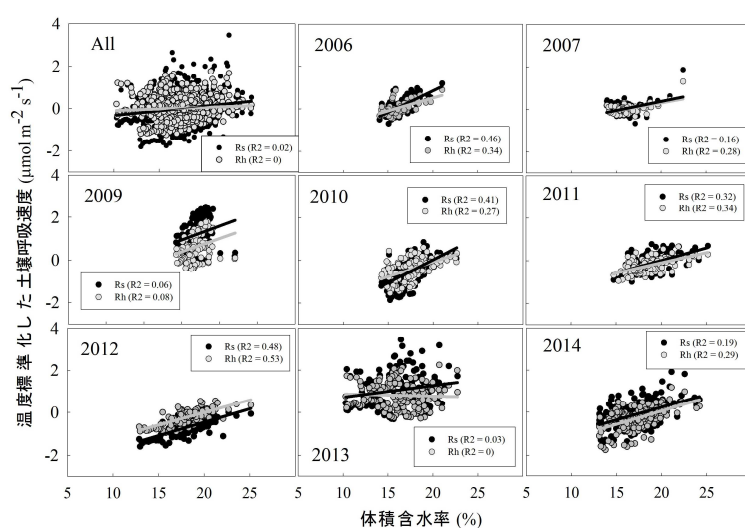 温度標準化した土壌呼吸速度 (μmol m⁻² s⁻¹)
4
2
0
-2
All
Rs (R2 = 0.02)
Rh (R2 = 0)
2006
Rs (R2 = 0.46)
Rh (R2 = 0.34)
2007
Rs (R2 = 0.16)
Rh (R2 = 0.28)
4
2
0
-2
2009
Rs (R2 = 0.06)
Rh (R2 = 0.08)
2010
Rs (R2 = 0.41)
Rh (R2 = 0.27)
2011
Rs (R2 = 0.32)
Rh (R2 = 0.34)
4
2
0
-2
2012
Rs (R2 = 0.48)
Rh (R2 = 0.53)
2013
Rs (R2 = 0.03)
Rh (R2 = 0)
2014
Rs (R2 = 0.19)
Rh (R2 = 0.29)
5 10 15 20 25 5 10 15 20 25 5 10 15 20 25
体積含水率 (%)